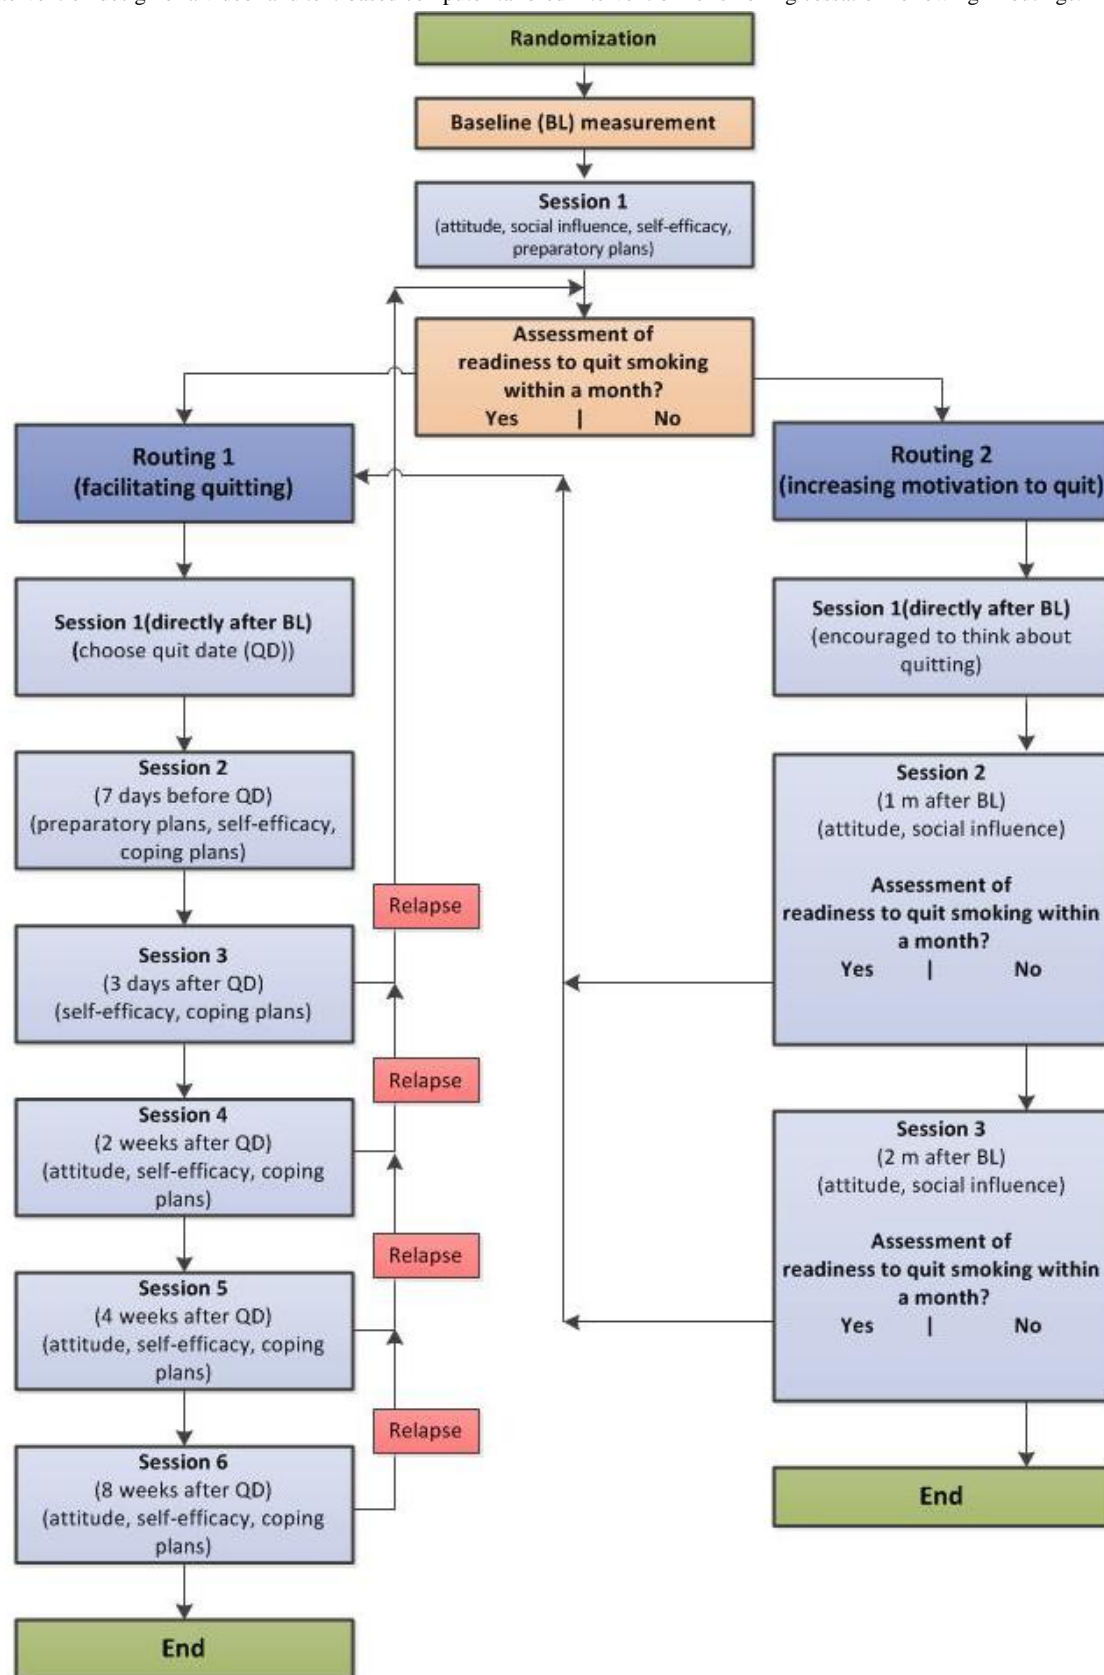 Randomization
Baseline (BL) measurement
Session 1
(attitude, social influence, self-efficacy,
preparatory plans)
Assessment of
readiness to quit smoking
within a month?
Yes | No
Routing 1
(facilitating quitting)
Session 1(directly after BL)
(choose quit date (QD))
Session 2
(7 days before QD)
(preparatory plans, self-efficacy,
coping plans)
Session 3
(3 days after QD)
(self-efficacy, coping plans)
Session 4
(2 weeks after QD)
(attitude, self-efficacy, coping
plans)
Session 5
(4 weeks after QD)
(attitude, self-efficacy, coping
plans)
Session 6
(8 weeks after QD)
(attitude, self-efficacy, coping
plans)
End
Relapse
Relapse
Relapse
Relapse
Routing 2
(increasing motivation to quit)
Session 1(directly after BL)
(encouraged to think about
quitting)
Session 2
(1 m after BL)
(attitude, social influence)
Assessment of
readiness to quit smoking within
a month?
Yes | No
Session 3
(2 m after BL)
(attitude, social influence)
Assessment of
readiness to quit smoking within
a month?
Yes | No
End